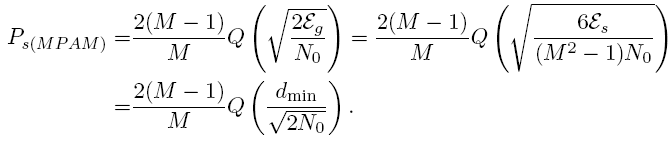 P_{s(MPAM)} = \frac{2(M-1)}{M} Q\left(\sqrt{\frac{2\mathcal{E}_g}{N_0}}\right) = \frac{2(M-1)}{M} Q\left(\sqrt{\frac{6\mathcal{E}_s}{(M^2-1)N_0}}\right)
= \frac{2(M-1)}{M} Q\left(\frac{d_{\min}}{\sqrt{2N_0}}\right).